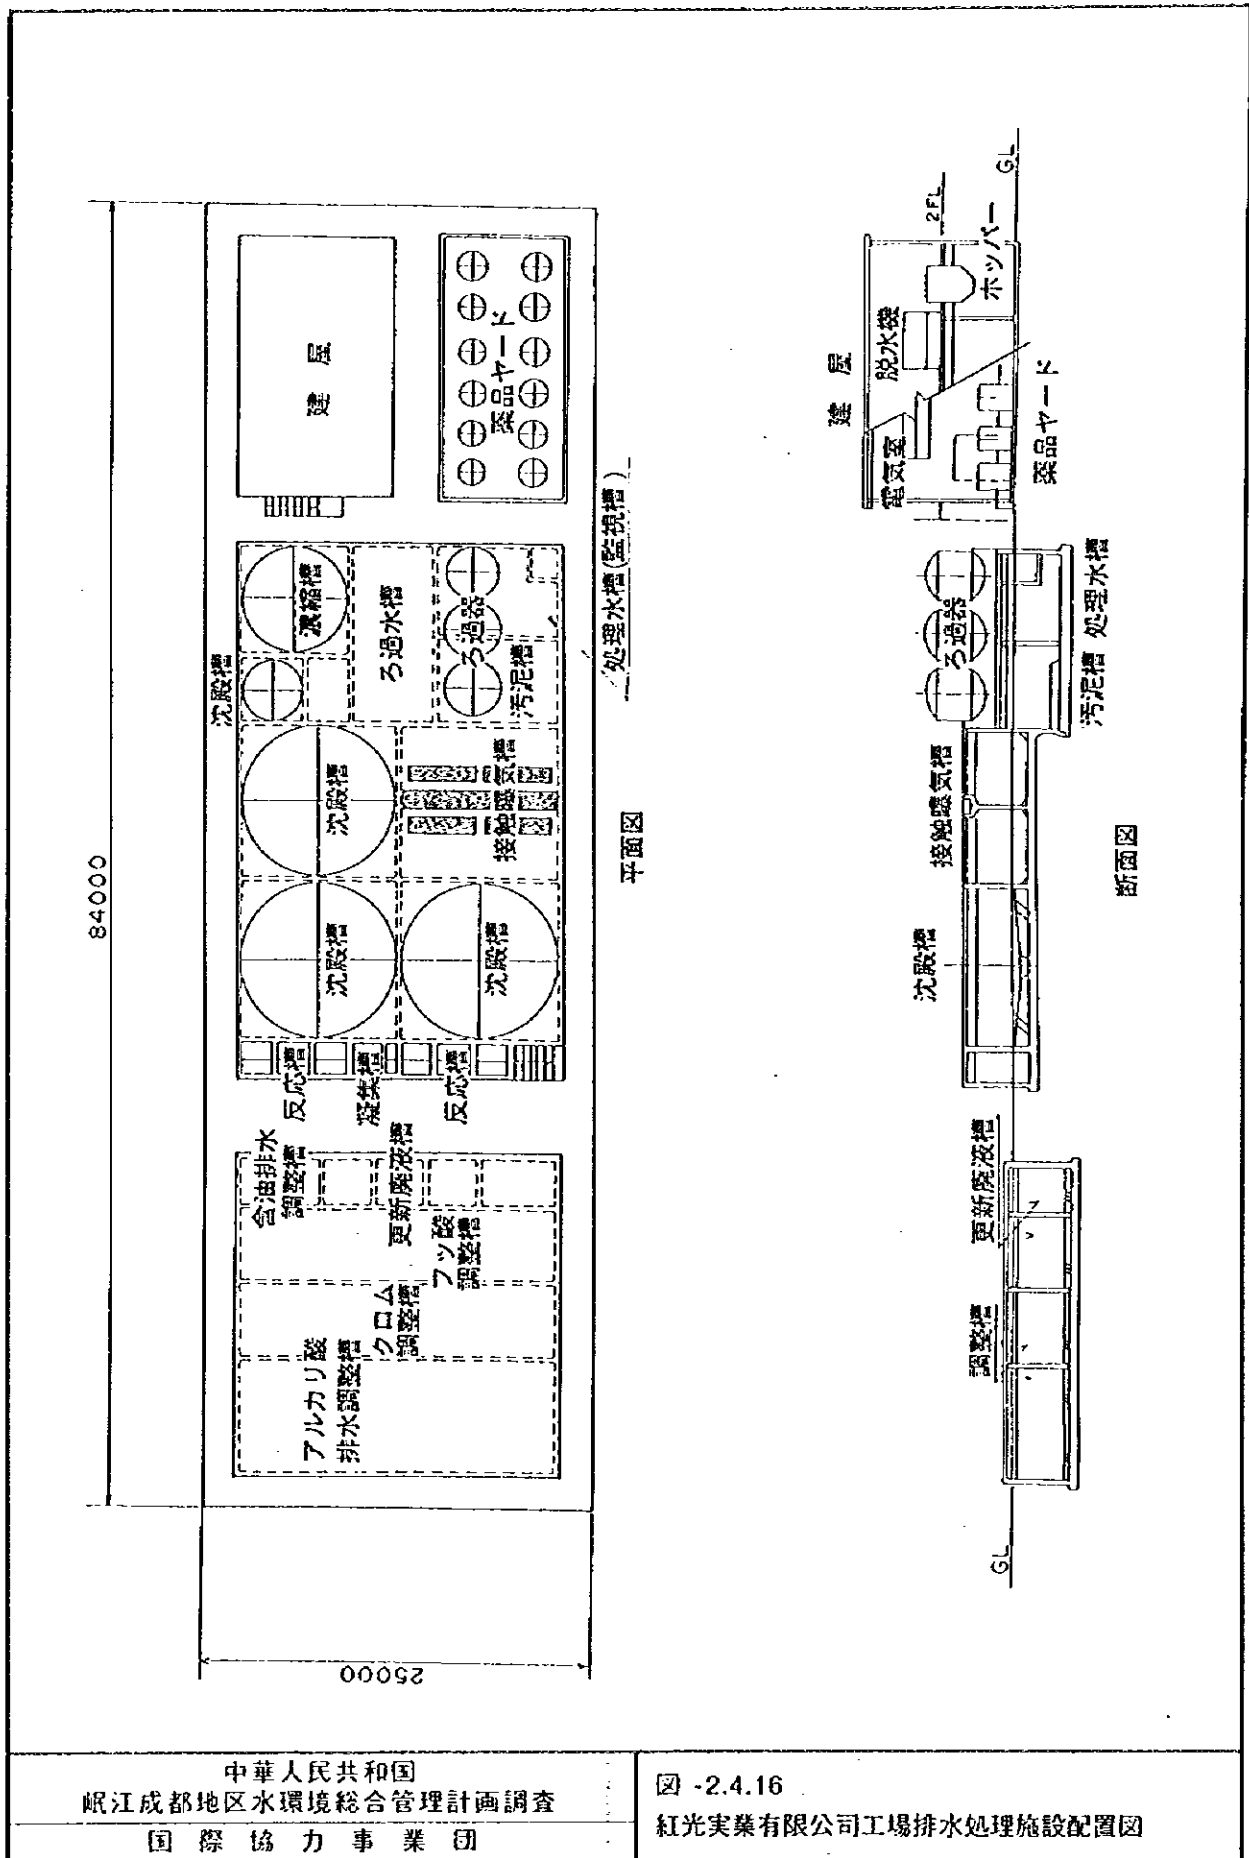 84000
25000
建屋
薬品ヤード
沈殿槽
濃縮槽
ろ過水槽
ろ過器
汚泥槽
処理水槽(監視槽)
沈殿槽
接触曝気槽
沈殿槽
沈殿槽
反応槽
凝集槽
反応槽
含油排水
調整槽
更新廃液槽
フッ酸
調整槽
クロム
調整槽
アルカリ酸
排水調整槽
平面図
GL
2FL
建屋
脱水機
ホッパー
電気室
薬品ヤード
ろ過器
処理水槽
汚泥槽
接触曝気槽
沈殿槽
更新廃液槽
調整槽
GL
断面図
中華人民共和国
岷江成都地区水環境総合管理計画調査
国際協力事業団
図 -2.4.16
紅光実業有限公司工場排水処理施設配置図